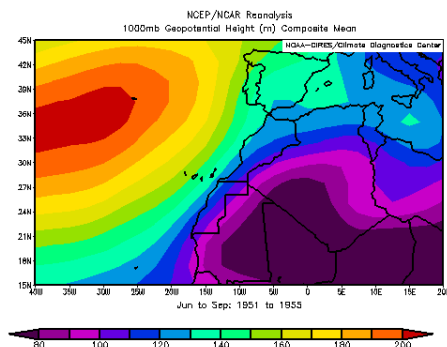 NCEP/NCAR Reanalysis
1000mb Geopotential Height (m) Composite Mean
NOAA-CIRES/Climate Diagnostics Center
45N
42N
39N
36N
33N
30N
27N
24N
21N
18N
15N
40W 35W 30W 25W 20W 15W 10W 5W 0 5E 10E 15E 20E
Jun to Sep: 1951 to 1955
80 100 120 140 160 180 200